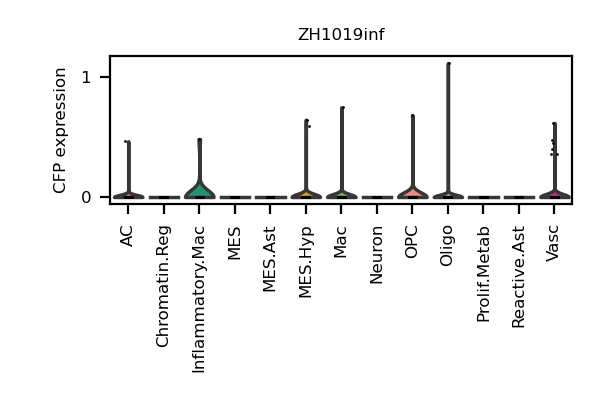 ZH1019inf
CFP expression
1
0
AC
Chromatin.Reg
Inflammatory.Mac
MES
MES.Ast
MES.Hyp
Mac
Neuron
OPC
Oligo
Prolif.Metab
Reactive.Ast
Vasc